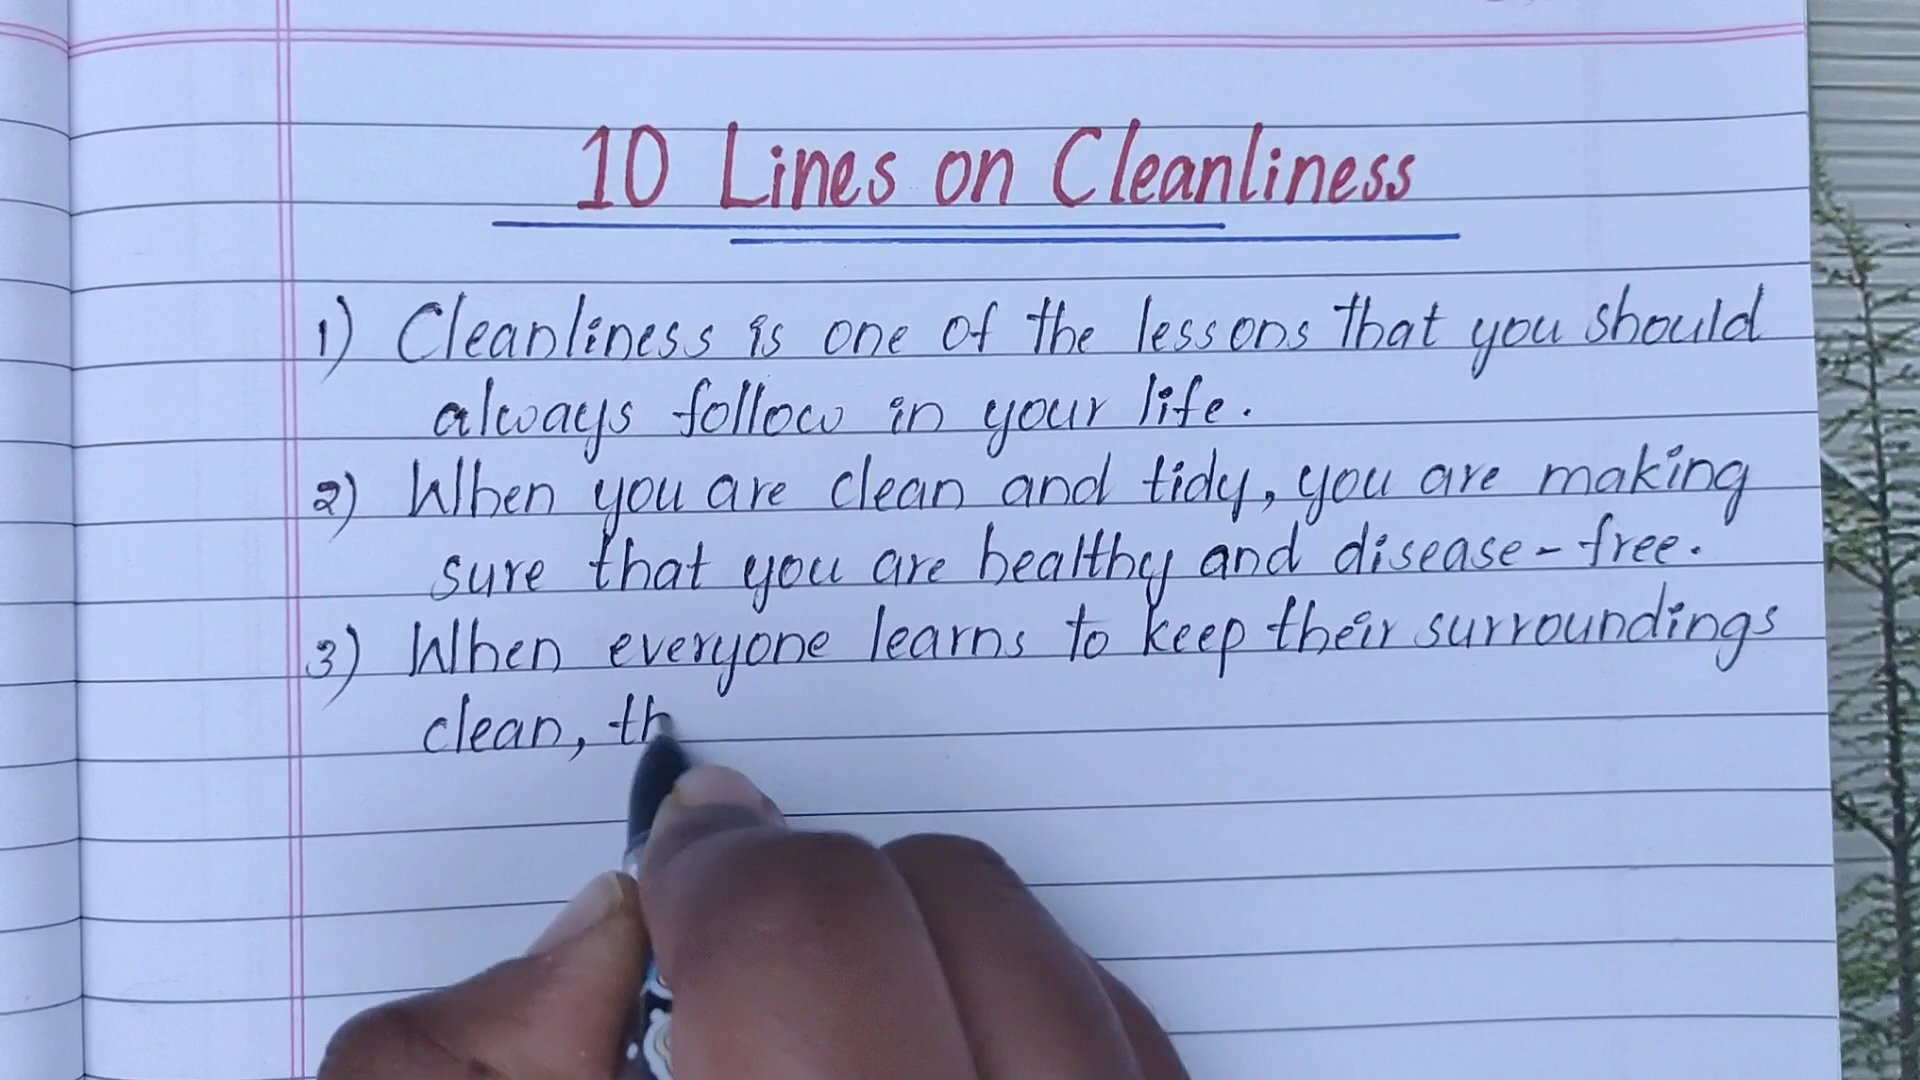 10 Lines on Cleanliness
1) Cleanliness is one of the lessons that you should
always follow in your life.
2) When you are clean and tidy, you are making
sure that you are healthy and disease-free.
3) When everyone learns to keep their surroundings
clean, th